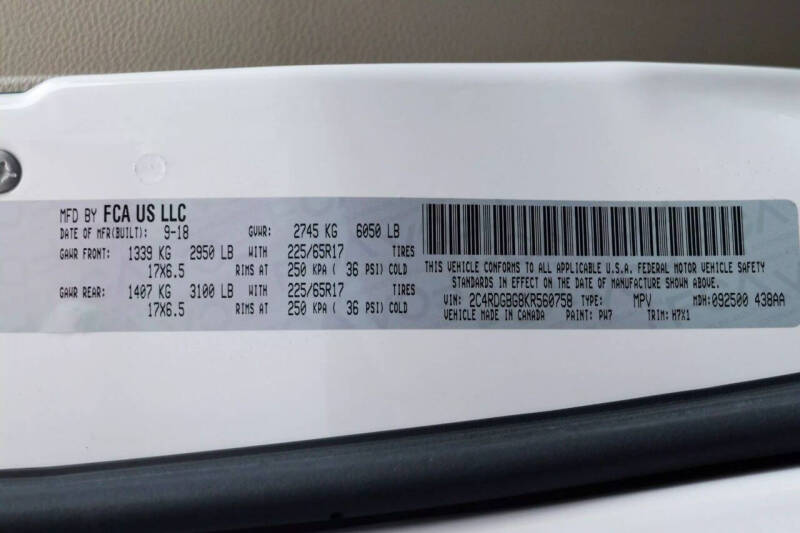 MFD BY FCA US LLC
DATE OF MFR(BUILT): 9-18 GVWR: 2745 KG 6050 LB
GAWR FRONT: 1339 KG 2950 LB WITH 225/65R17 TIRES
17X6.5 RIMS AT 250 KPA ( 36 PSI) COLD
GAWR REAR: 1407 KG 3100 LB WITH 225/65R17 TIRES
17X6.5 RIMS AT 250 KPA ( 36 PSI) COLD
THIS VEHICLE CONFORMS TO ALL APPLICABLE U.S.A. FEDERAL MOTOR VEHICLE SAFETY
STANDARDS IN EFFECT ON THE DATE OF MANUFACTURE SHOWN ABOVE.
VIN: 2C4RDGBG8KR560758 TYPE: MPV MDH:092500 438AA
VEHICLE MADE IN CANADA PAINT: PW7 TRIM: H7X1